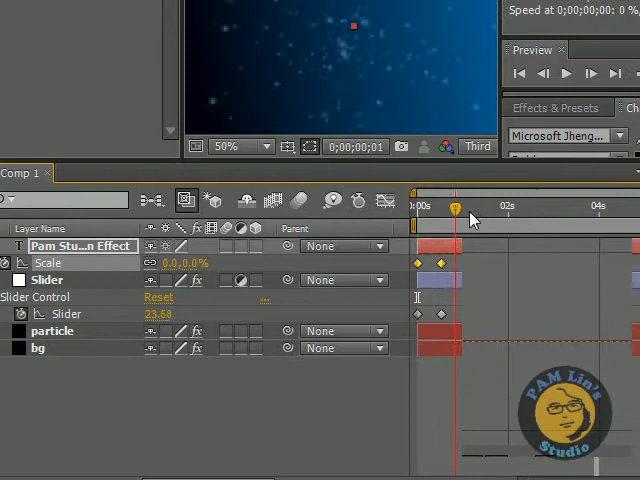 Speed at 0;00;00;00: 0 %,
Preview
Effects & Presets
Microsoft Jheng...
50%
0;00;00;01
Third
Comp 1
Layer Name
Parent
:00s
02s
04s
Pam Stu...n Effect
None
Scale
0.0,0.0%
Slider
None
Slider Control
Reset
...
Slider
23.68
particle
None
bg
None
PAM Lin's
Studio